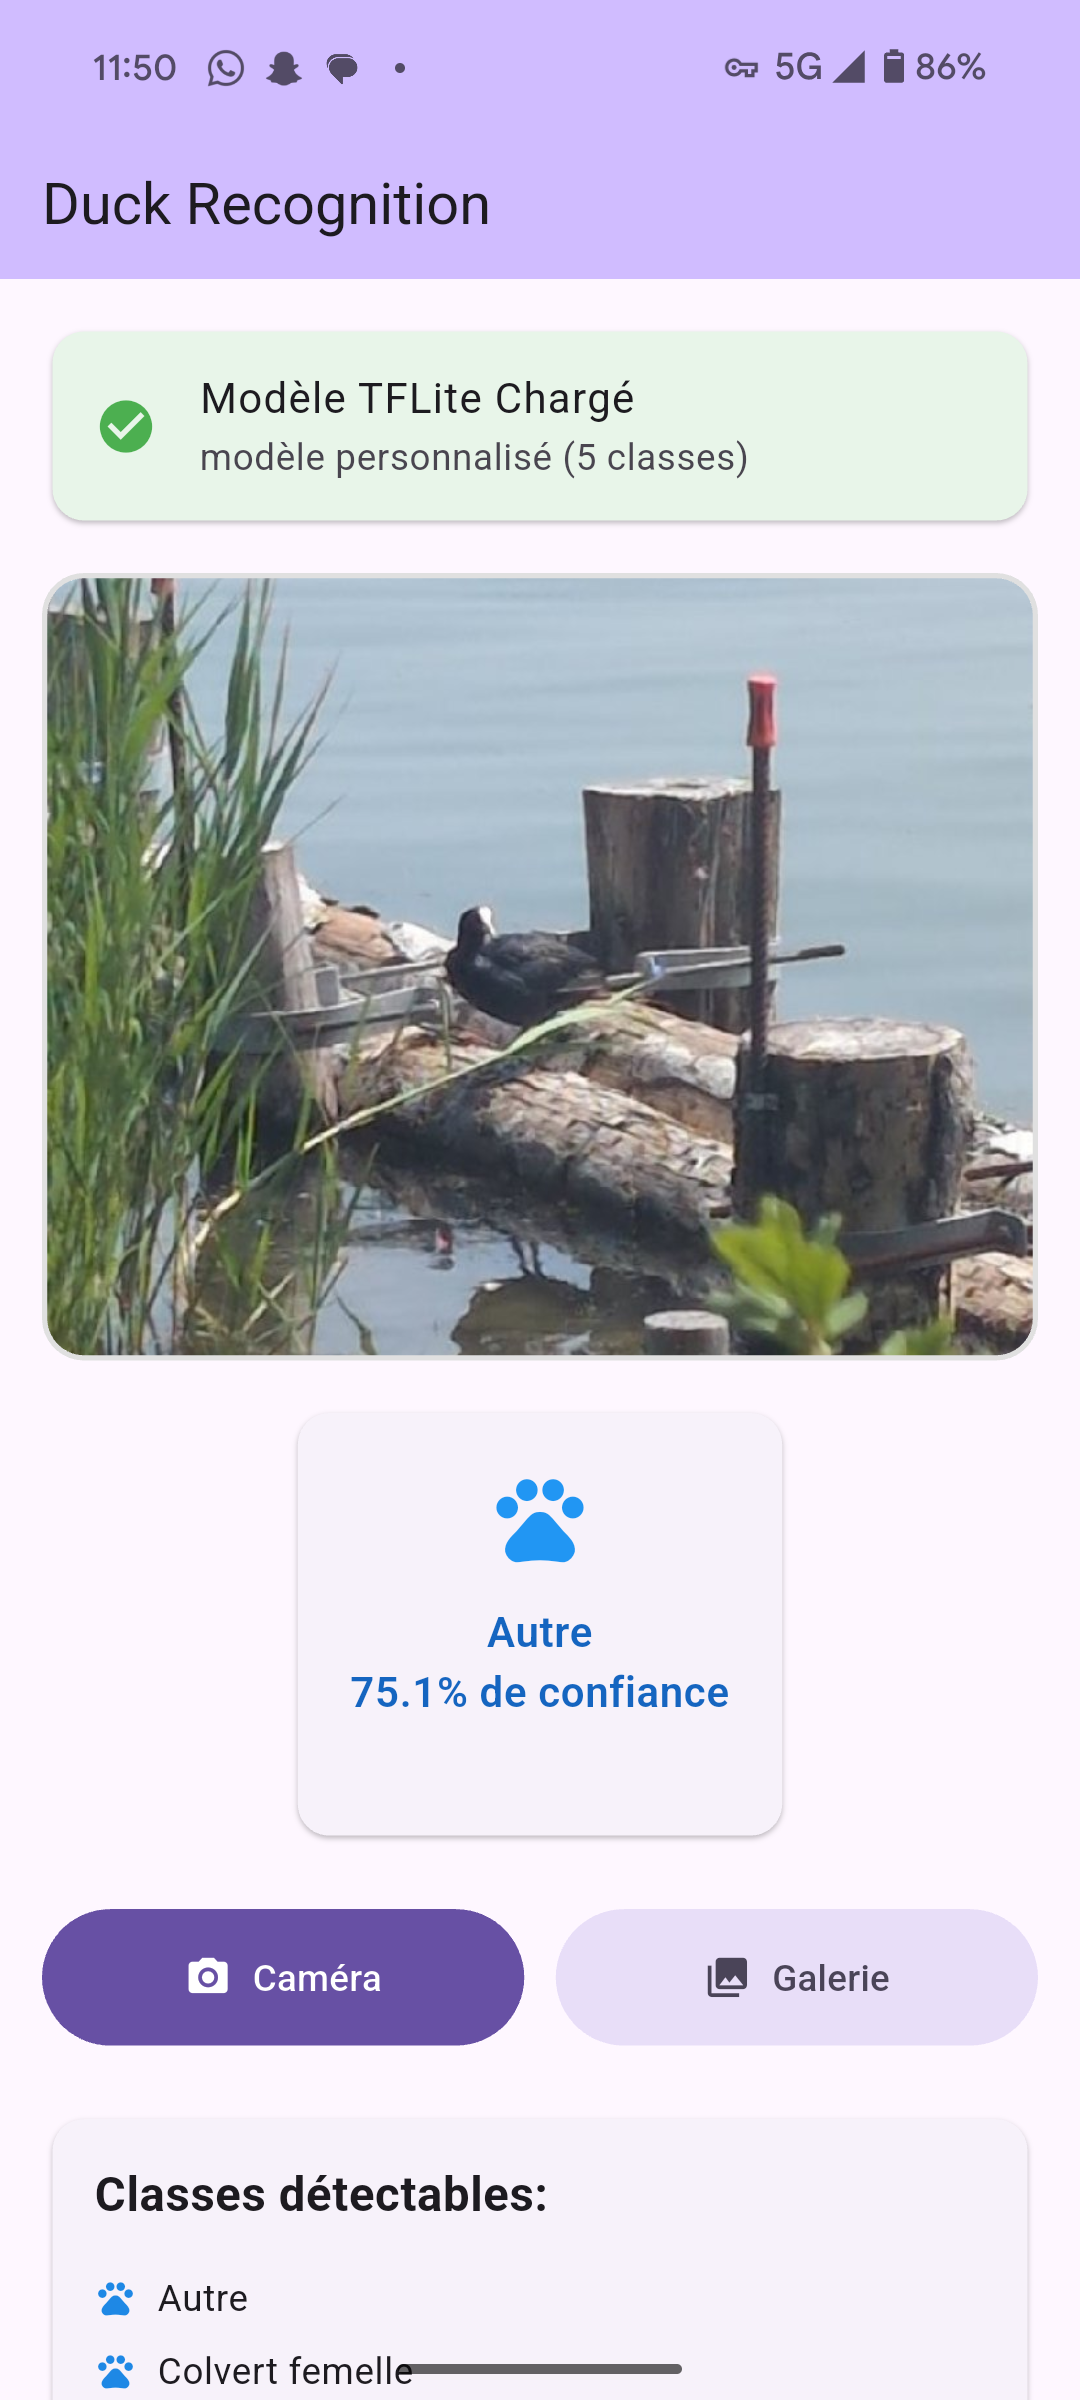 11:50
5G
86%
Duck Recognition
Modèle TFLite Chargé
modèle personnalisé (5 classes)
Autre
75.1% de confiance
Caméra
Galerie
Classes détectables:
Autre
Colvert femelle